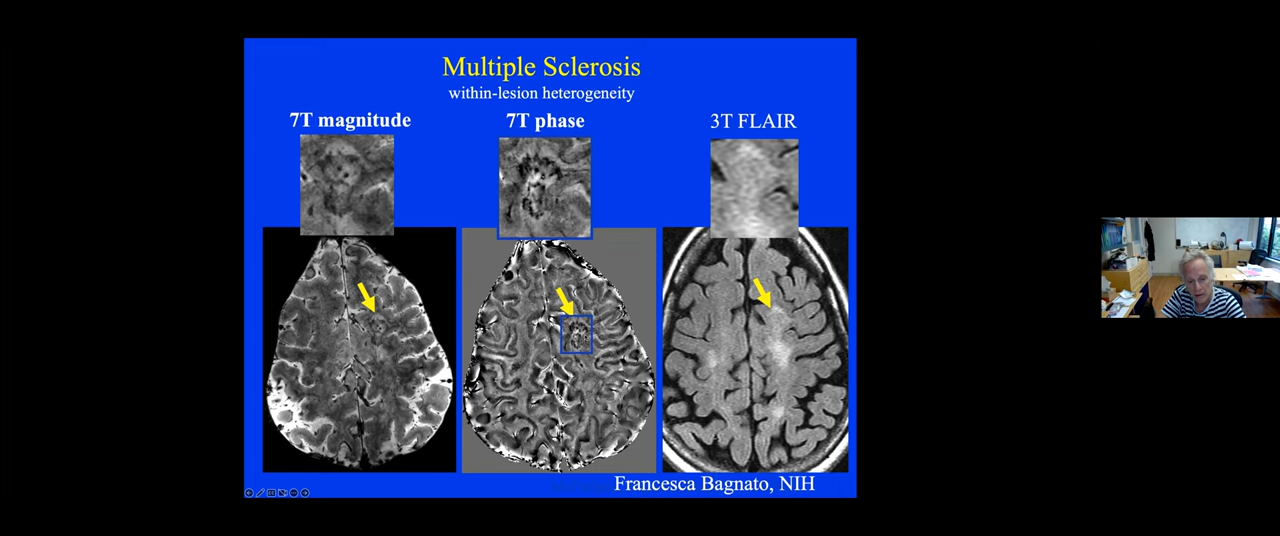 Multiple Sclerosis
within-lesion heterogeneity
7T magnitude
7T phase
3T FLAIR
Francesca Bagnato, NIH